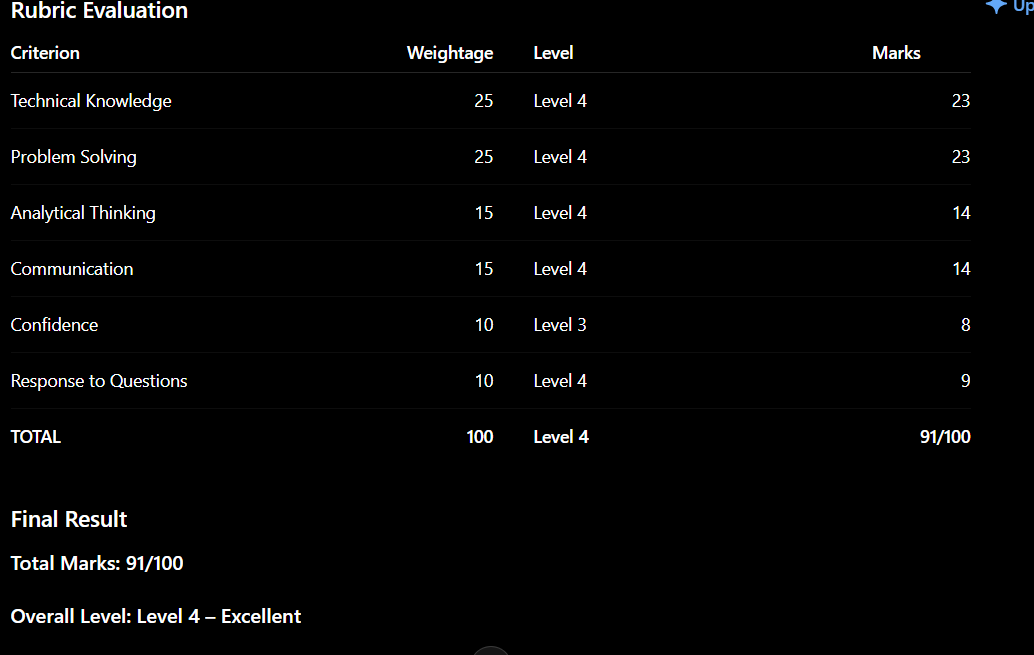 Rubric Evaluation
Up
Criterion Weightage Level Marks
Technical Knowledge 25 Level 4 23
Problem Solving 25 Level 4 23
Analytical Thinking 15 Level 4 14
Communication 15 Level 4 14
Confidence 10 Level 3 8
Response to Questions 10 Level 4 9
TOTAL 100 Level 4 91/100
Final Result
Total Marks: 91/100
Overall Level: Level 4 – Excellent